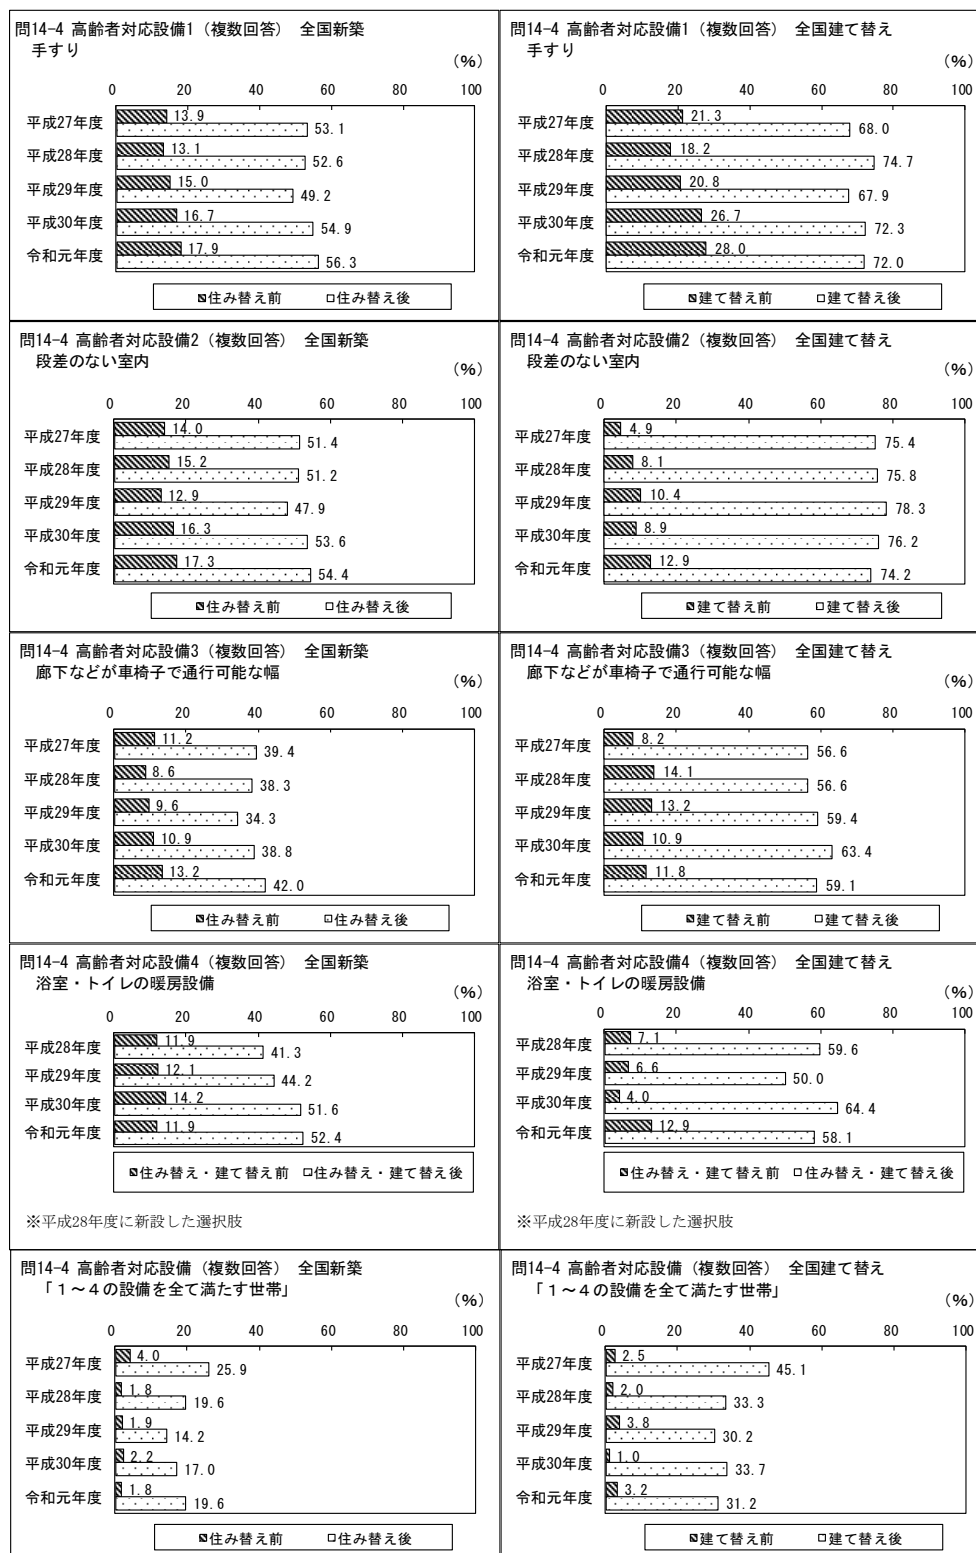 問14-4 高齢者対応設備1（複数回答）　全国新築
手すり
(%)
0 20 40 60 80 100
平成27年度 13.9 53.1
平成28年度 13.1 52.6
平成29年度 15.0 49.2
平成30年度 16.7 54.9
令和元年度 17.9 56.3
住み替え前 住み替え後
問14-4 高齢者対応設備1（複数回答）　全国建て替え
手すり
(%)
0 20 40 60 80 100
平成27年度 21.3 68.0
平成28年度 18.2 74.7
平成29年度 20.8 67.9
平成30年度 26.7 72.3
令和元年度 28.0 72.0
建て替え前 建て替え後
問14-4 高齢者対応設備2（複数回答）　全国新築
段差のない室内
(%)
0 20 40 60 80 100
平成27年度 14.0 51.4
平成28年度 15.2 51.2
平成29年度 12.9 47.9
平成30年度 16.3 53.6
令和元年度 17.3 54.4
住み替え前 住み替え後
問14-4 高齢者対応設備2（複数回答）　全国建て替え
段差のない室内
(%)
0 20 40 60 80 100
平成27年度 4.9 75.4
平成28年度 8.1 75.8
平成29年度 10.4 78.3
平成30年度 8.9 76.2
令和元年度 12.9 74.2
建て替え前 建て替え後
問14-4 高齢者対応設備3（複数回答）　全国新築
廊下などが車椅子で通行可能な幅
(%)
0 20 40 60 80 100
平成27年度 11.2 39.4
平成28年度 8.6 38.3
平成29年度 9.6 34.3
平成30年度 10.9 38.8
令和元年度 13.2 42.0
住み替え前 住み替え後
問14-4 高齢者対応設備3（複数回答）　全国建て替え
廊下などが車椅子で通行可能な幅
(%)
0 20 40 60 80 100
平成27年度 8.2 56.6
平成28年度 14.1 56.6
平成29年度 13.2 59.4
平成30年度 10.9 63.4
令和元年度 11.8 59.1
建て替え前 建て替え後
問14-4 高齢者対応設備4（複数回答）　全国新築
浴室・トイレの暖房設備
(%)
0 20 40 60 80 100
平成28年度 11.9 41.3
平成29年度 12.1 44.2
平成30年度 14.2 51.6
令和元年度 11.9 52.4
住み替え・建て替え前 住み替え・建て替え後
※平成28年度に新設した選択肢
問14-4 高齢者対応設備4（複数回答）　全国建て替え
浴室・トイレの暖房設備
(%)
0 20 40 60 80 100
平成28年度 7.1 59.6
平成29年度 6.6 50.0
平成30年度 4.0 64.4
令和元年度 12.9 58.1
住み替え・建て替え前 住み替え・建て替え後
※平成28年度に新設した選択肢
問14-4 高齢者対応設備（複数回答）　全国新築
「１～４の設備を全て満たす世帯」
(%)
0 20 40 60 80 100
平成27年度 4.0 25.9
平成28年度 1.8 19.6
平成29年度 1.9 14.2
平成30年度 2.2 17.0
令和元年度 1.8 19.6
住み替え前 住み替え後
問14-4 高齢者対応設備（複数回答）　全国建て替え
「１～４の設備を全て満たす世帯」
(%)
0 20 40 60 80 100
平成27年度 2.5 45.1
平成28年度 2.0 33.3
平成29年度 3.8 30.2
平成30年度 1.0 33.7
令和元年度 3.2 31.2
建て替え前 建て替え後